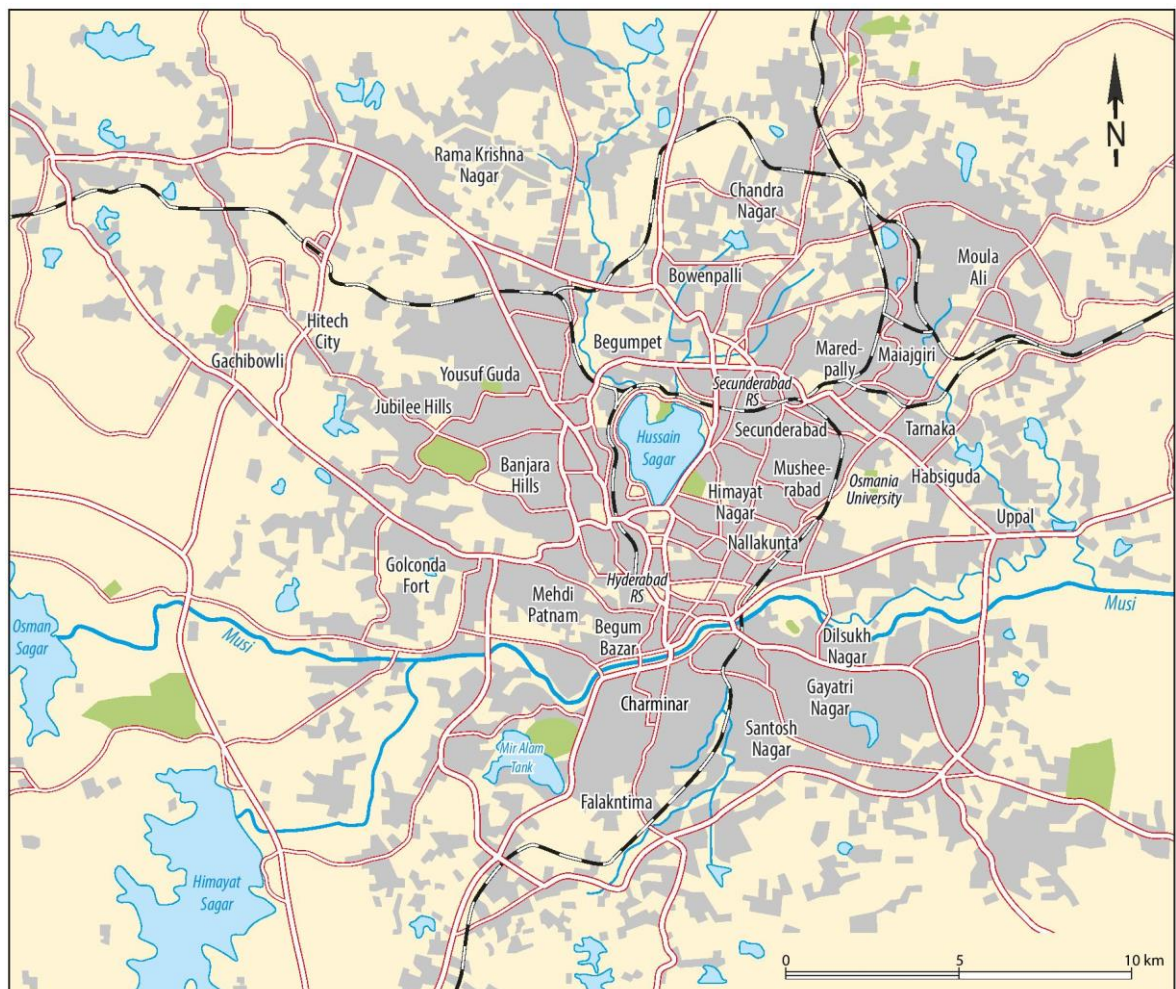 N
Rama Krishna
Nagar
Chandra
Nagar
Moula
Ali
Bowenpalli
Hitech
City
Begumpet
Gachibowli
Mared-
pally
Maiajgiri
Yousuf Guda
Secunderabad
RS
Jubilee Hills
Secunderabad
Tarnaka
Hussain
Sagar
Banjara
Hills
Mushee-
rabad
Osmania
University
Habsiguda
Himayat
Nagar
Uppal
Nallakunta
Golconda
Fort
Hyderabad
RS
Mehdi
Patnam
Musi
Osman
Sagar
Musi
Begum
Bazar
Dilsukh
Nagar
Charminar
Gayatri
Nagar
Santosh
Nagar
Mir Alam
Tank
Falakntima
Himayat
Sagar
0 5 10 km